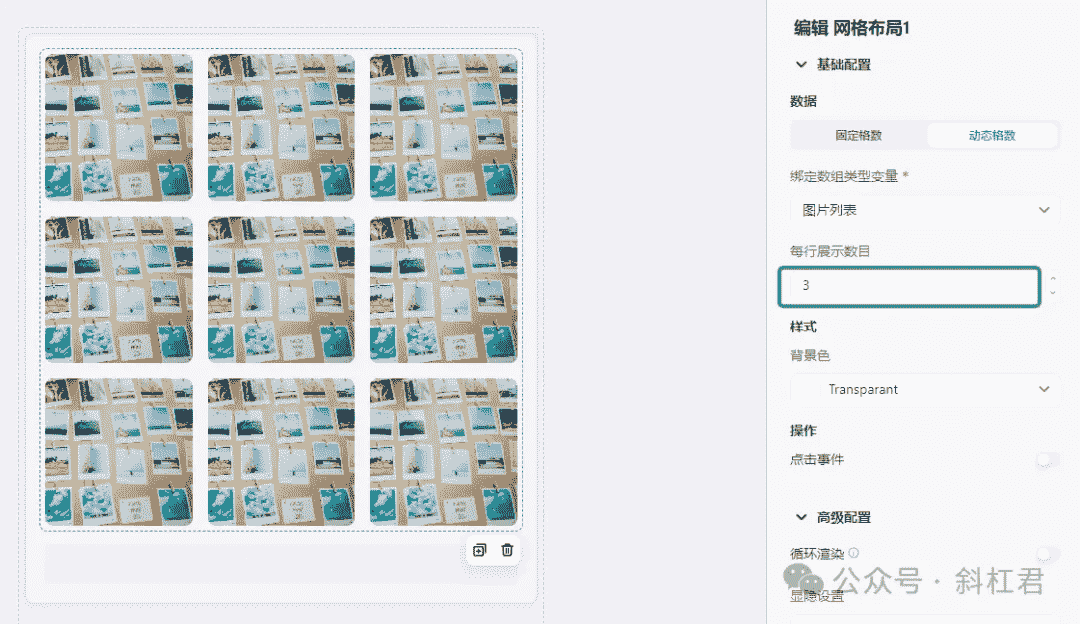 编辑 网格布局1
基础配置
数据
固定格数
动态格数
绑定数组类型变量 *
图片列表
每行展示数目
3
样式
背景色
Transparant
操作
点击事件
高级配置
循环渲染
公众号 · 斜杠君
显隐设置